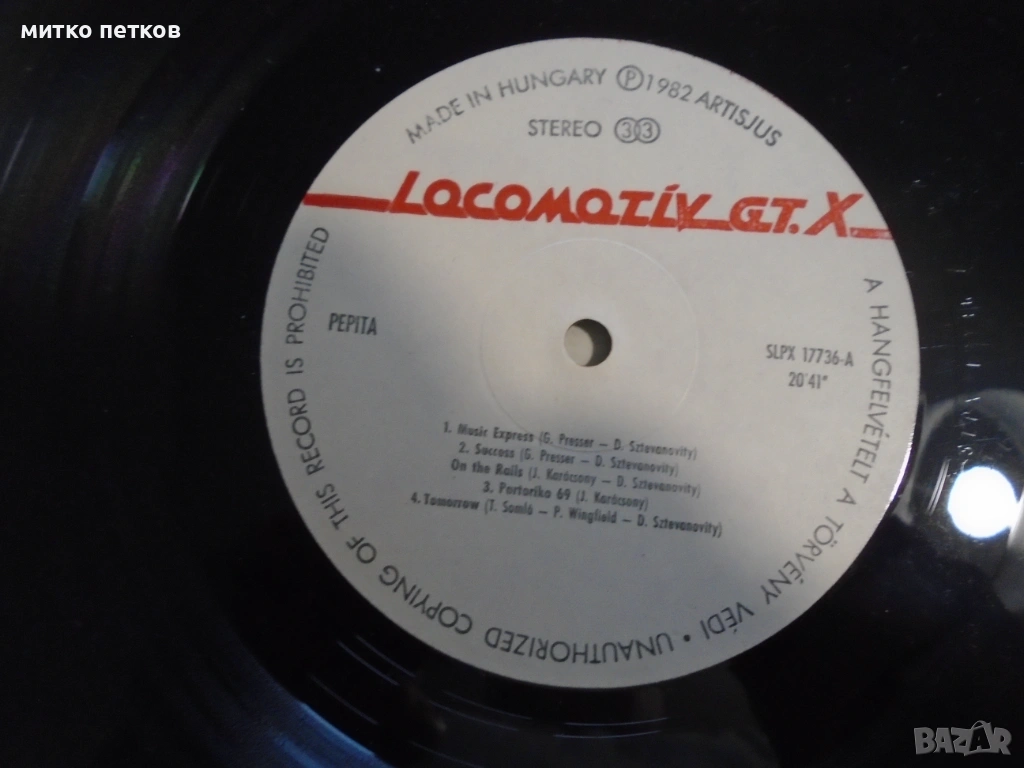 митко петков
MADE IN HUNGARY Ⓟ 1982 ARTISJUS
STEREO 33
LOCOMOTÍV GT. X.
PEPITA
SLPX 17736-A
20'41"
1. Music Express (G. Presser – D. Sztevanovity)
2. Success (G. Presser – D. Sztevanovity)
On the Rails (J. Karácsony – D. Sztevanovity)
3. Portoriko 69 (J. Karácsony)
4. Tomorrow (T. Somló – P. Wingfield – D. Sztevanovity)
A HANGFELVÉTELT A TÖRVÉNY VÉDI • UNAUTHORIZED COPYING OF THIS RECORD IS PROHIBITED
BAZAR